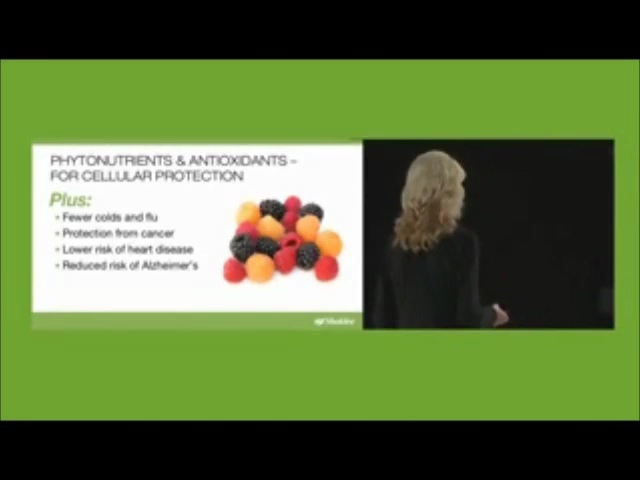 PHYTONUTRIENTS & ANTIOXIDANTS –
FOR CELLULAR PROTECTION
Plus:
• Fewer colds and flu
• Protection from cancer
• Lower risk of heart disease
• Reduced risk of Alzheimer's